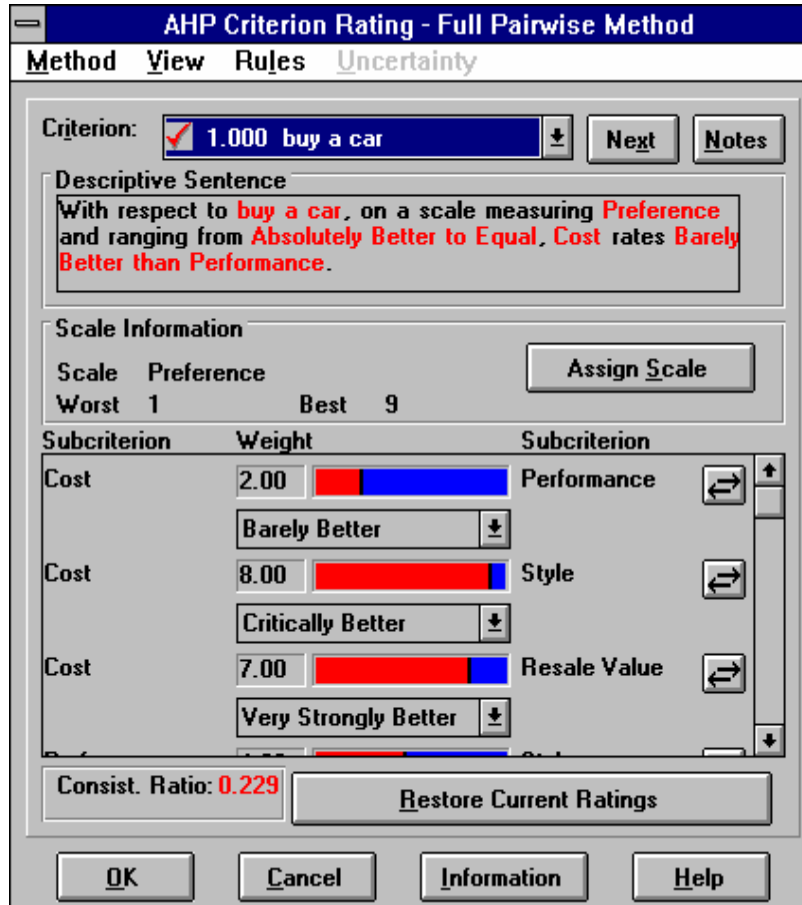 AHP Criterion Rating - Full Pairwise Method
Method View Rules Uncertainty
Criterion: 1.000 buy a car Next Notes
Descriptive Sentence
With respect to buy a car, on a scale measuring Preference
and ranging from Absolutely Better to Equal, Cost rates Barely
Better than Performance.
Scale Information
Scale Preference Assign Scale
Worst 1 Best 9
Subcriterion Weight Subcriterion
Cost 2.00 Performance
Barely Better
Cost 8.00 Style
Critically Better
Cost 7.00 Resale Value
Very Strongly Better
Consist. Ratio: 0.229 Restore Current Ratings
OK Cancel Information Help